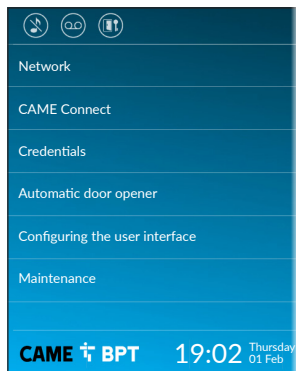 Network
CAME Connect
Credentials
Automatic door opener
Configuring the user interface
Maintenance
CAME BPT 19:02 Thursday
01 Feb